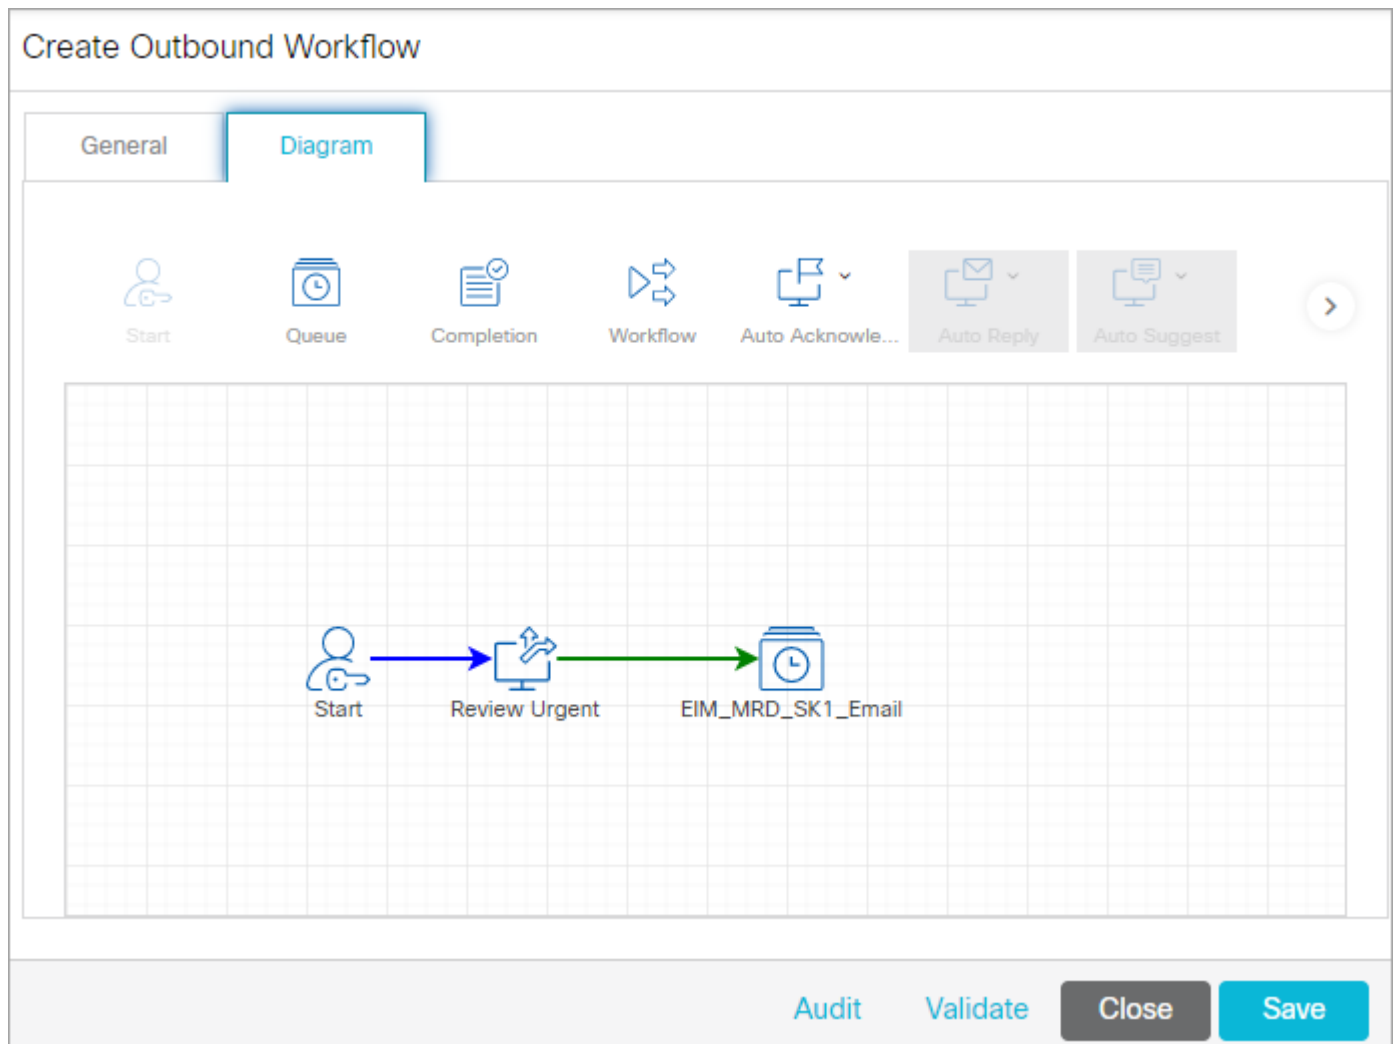 Create Outbound Workflow
General Diagram
Start Queue Completion Workflow Auto Acknowle... Auto Reply Auto Suggest
Start Review Urgent EIM_MRD_SK1_Email
Audit Validate Close Save